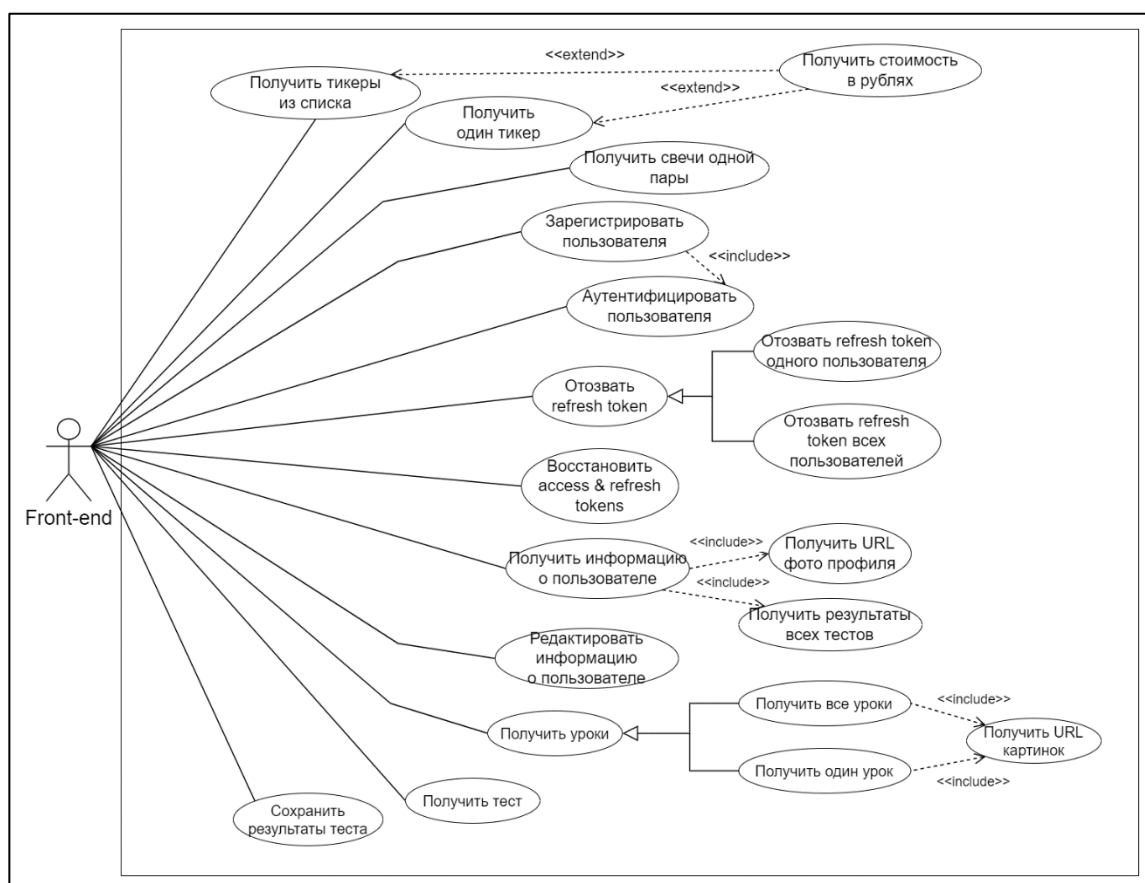 <<extend>>
Получить стоимость
в рублях
Получить тикеры
из списка
<<extend>>
Получить
один тикер
Получить свечи одной
пары
Зарегистрировать
пользователя
<<include>>
Аутентифицировать
пользователя
Отозвать refresh token
одного пользователя
Отозвать
refresh token
Отозвать refresh
token всех
пользователей
Восстановить
access & refresh
tokens
Front-end
Получить информацию
о пользователе
<<include>>
Получить URL
фото профиля
<<include>>
Получить результаты
всех тестов
Редактировать
информацию
о пользователе
Получить уроки
Получить все уроки
<<include>>
Получить URL
картинок
Получить один урок
<<include>>
Получить тест
Сохранить
результаты теста